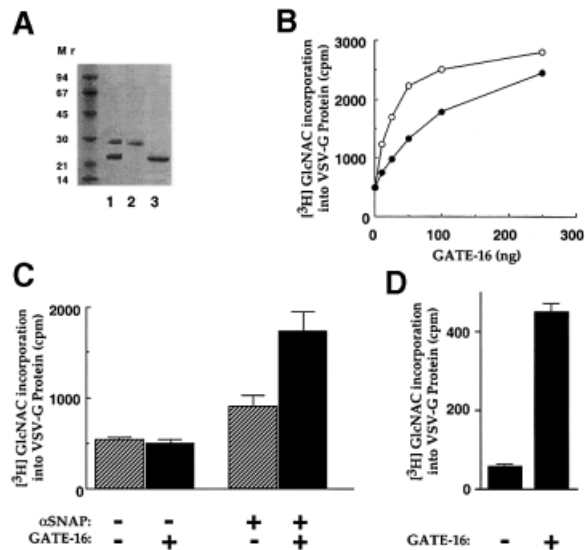 A
Mr
94
67
45
30
21
14
1 2 3
B
[³H] GlcNAC incorporation
into VSV-G Protein (cpm)
3000
2000
1000
0
0 100 200 300
GATE-16 (ng)
C
[³H] GlcNAC incorporation
into VSV-G Protein (cpm)
2000
1000
0
αSNAP: - - + +
GATE-16: - + - +
D
[³H] GlcNAC incorporation
into VSV-G Protein (cpm)
400
200
0
GATE-16: - +